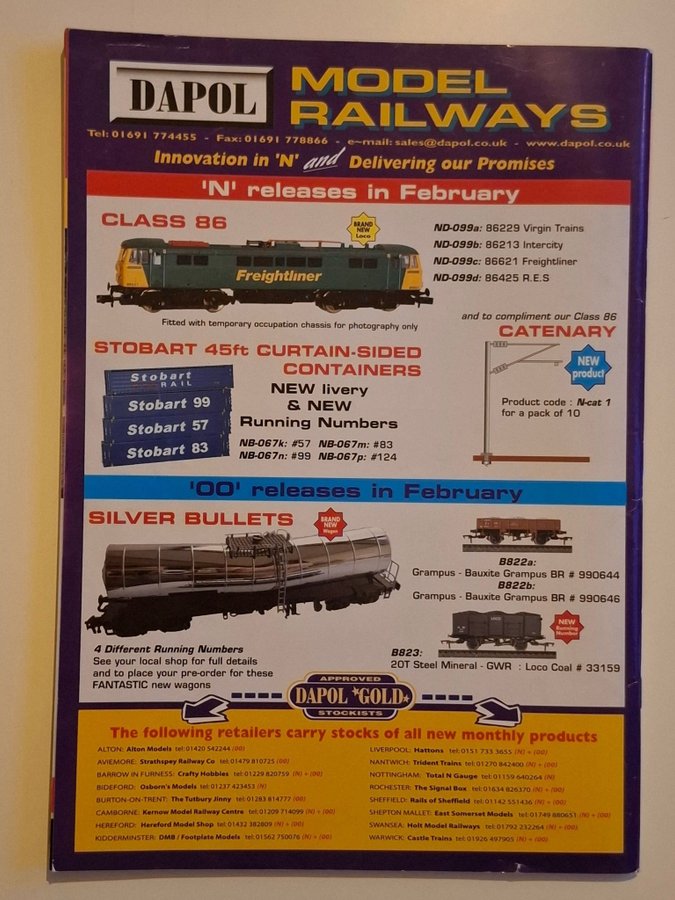 DAPOL
MODEL
RAILWAYS
Tel: 01691 774455 - Fax: 01691 778866 - e-mail: sales@dapol.co.uk - www.dapol.co.uk
Innovation in 'N' and Delivering our Promises
'N' releases in February
CLASS 86
BRAND
NEW
Loco
Freightliner
ND-099a: 86229 Virgin Trains
ND-099b: 86213 Intercity
ND-099c: 86621 Freightliner
ND-099d: 86425 R.E.S
Fitted with temporary occupation chassis for photography only
and to compliment our Class 86
CATENARY
NEW
product
Product code : N-cat 1
for a pack of 10
STOBART 45ft CURTAIN-SIDED
CONTAINERS
Stobart
RAIL
Stobart 99
Stobart 57
Stobart 83
NEW livery
& NEW
Running Numbers
NB-067k: #57 NB-067m: #83
NB-067n: #99 NB-067p: #124
'OO' releases in February
SILVER BULLETS
BRAND
NEW
Wagon
4 Different Running Numbers
See your local shop for full details
and to place your pre-order for these
FANTASTIC new wagons
B822a:
Grampus - Bauxite Grampus BR # 990644
B822b:
Grampus - Bauxite Grampus BR # 990646
LOCO
NEW
Running
Number
B823:
20T Steel Mineral - GWR : Loco Coal # 33159
APPROVED
DAPOL GOLD
STOCKISTS
The following retailers carry stocks of all new monthly products
ALTON: Alton Models tel: 01420 542244 (00)
AVIEMORE: Strathspey Railway Co tel: 01479 810725 (00)
BARROW IN FURNESS: Crafty Hobbies tel: 01229 820759 (N) + (00)
BIDEFORD: Osborn's Models tel: 01237 423453 (N)
BURTON-ON-TRENT: The Tutbury Jinny tel: 01283 814777 (00)
CAMBORNE: Kernow Model Railway Centre tel: 01209 714099 (N) + (00)
HEREFORD: Hereford Model Shop tel: 01432 382809 (N) + (00)
KIDDERMINSTER: DMB / Footplate Models tel: 01562 750076 (N) + (00)
LIVERPOOL: Hattons tel: 0151 733 3655 (N) + (00)
NANTWICH: Trident Trains tel: 01270 842400 (N) + (00)
NOTTINGHAM: Total N Gauge tel: 01159 640264 (N)
ROCHESTER: The Signal Box tel: 01634 826370 (N) + (00)
SHEFFIELD: Rails of Sheffield tel: 01142 551436 (N) + (00)
SHEPTON MALLET: East Somerset Models tel: 01749 880651 (N) + (00)
SWANSEA: Holt Model Railways tel: 01792 232264 (N) + (00)
WARWICK: Castle Trains tel: 01926 497905 (N) + (00)